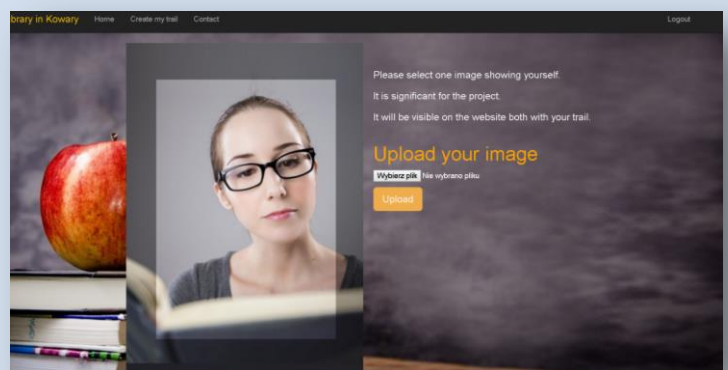 brary in Kowary Home Create my trail Contact Logout
Please select one image showing yourself.
It is significant for the project.
It will be visible on the website both with your trail.
Upload your image
Wybierz plik Nie wybrano pliku
Upload